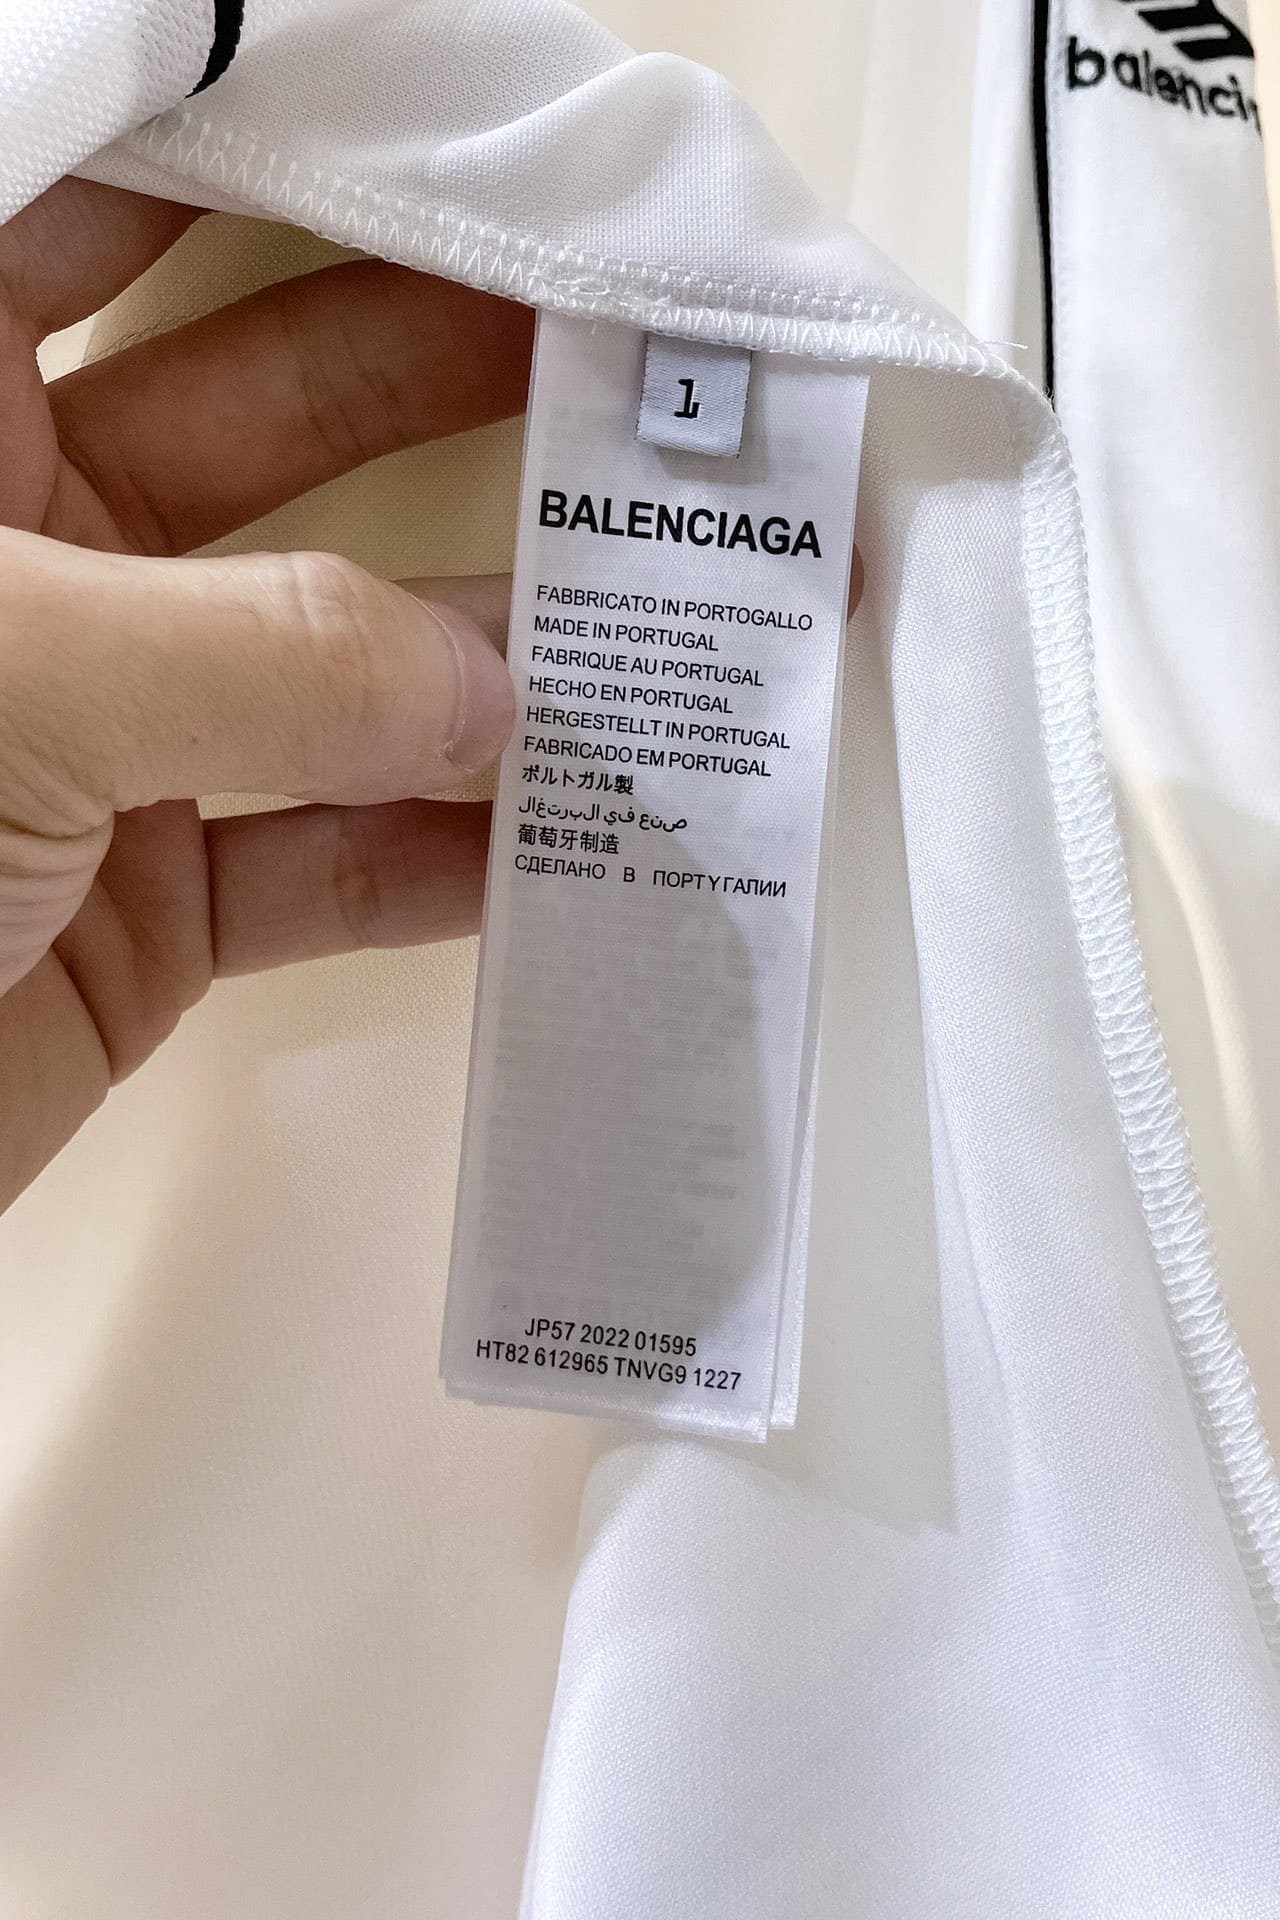 balenci
1
BALENCIAGA
FABBRICATO IN PORTOGALLO
MADE IN PORTUGAL
FABRIQUE AU PORTUGAL
HECHO EN PORTUGAL
HERGESTELLT IN PORTUGAL
FABRICADO EM PORTUGAL
ポルトガル製
صنع في البرتغال
葡萄牙制造
СДЕЛАНО В ПОРТУГАЛИИ
JP57 2022 01595
HT82 612965 TNVG9 1227